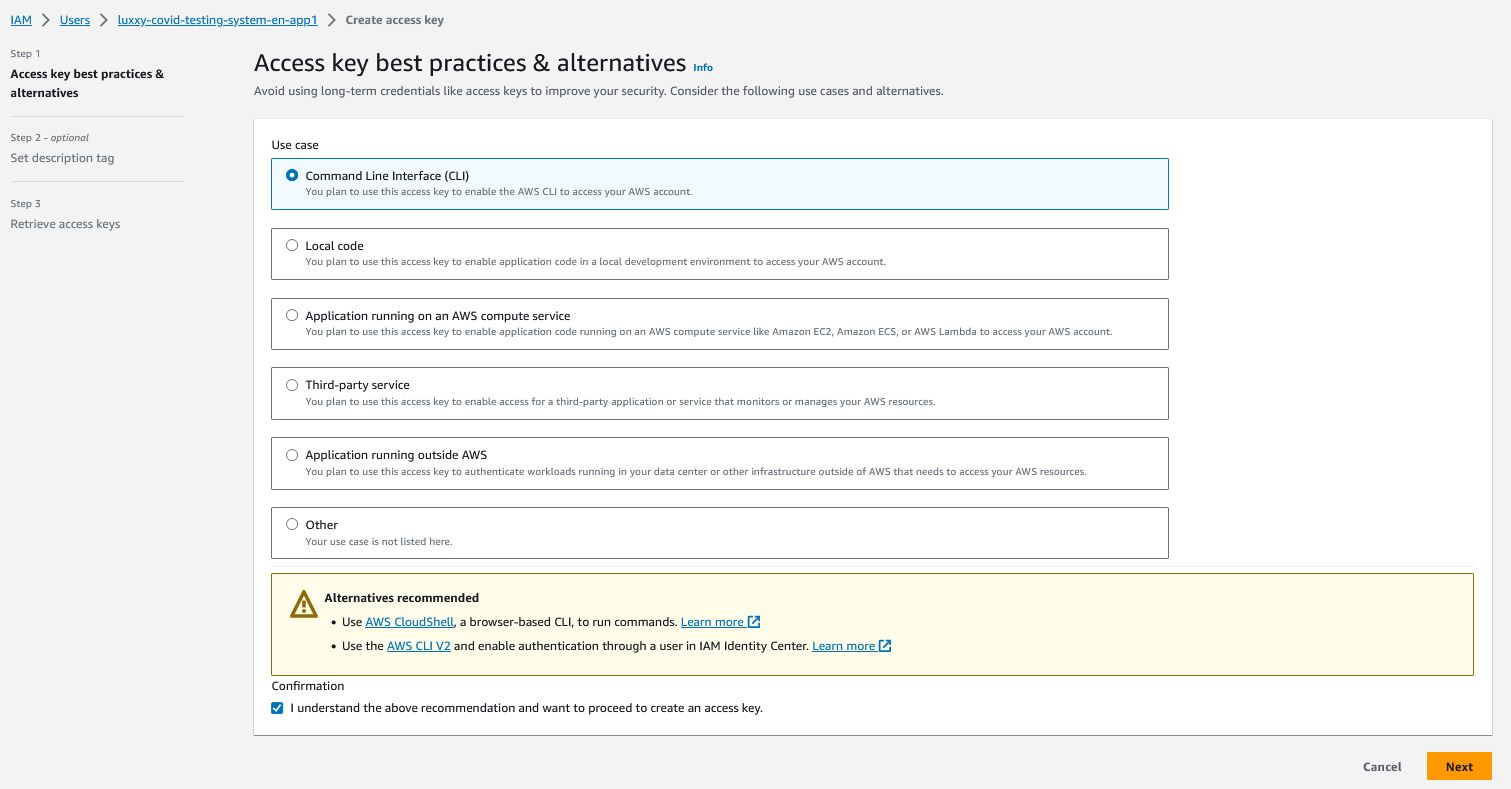 IAM > Users > luxxy-covid-testing-system-en-app1 > Create access key
Step 1
Access key best practices &
alternatives
Step 2 - optional
Set description tag
Step 3
Retrieve access keys
Access key best practices & alternatives Info
Avoid using long-term credentials like access keys to improve your security. Consider the following use cases and alternatives.
Use case
Command Line Interface (CLI)
You plan to use this access key to enable the AWS CLI to access your AWS account.
Local code
You plan to use this access key to enable application code in a local development environment to access your AWS account.
Application running on an AWS compute service
You plan to use this access key to enable application code running on an AWS compute service like Amazon EC2, Amazon ECS, or AWS Lambda to access your AWS account.
Third-party service
You plan to use this access key to enable access for a third-party application or service that monitors or manages your AWS resources.
Application running outside AWS
You plan to use this access key to authenticate workloads running in your data center or other infrastructure outside of AWS that needs to access your AWS resources.
Other
Your use case is not listed here.
Alternatives recommended
• Use AWS CloudShell, a browser-based CLI, to run commands. Learn more
• Use the AWS CLI V2 and enable authentication through a user in IAM Identity Center. Learn more
Confirmation
I understand the above recommendation and want to proceed to create an access key.
Cancel Next